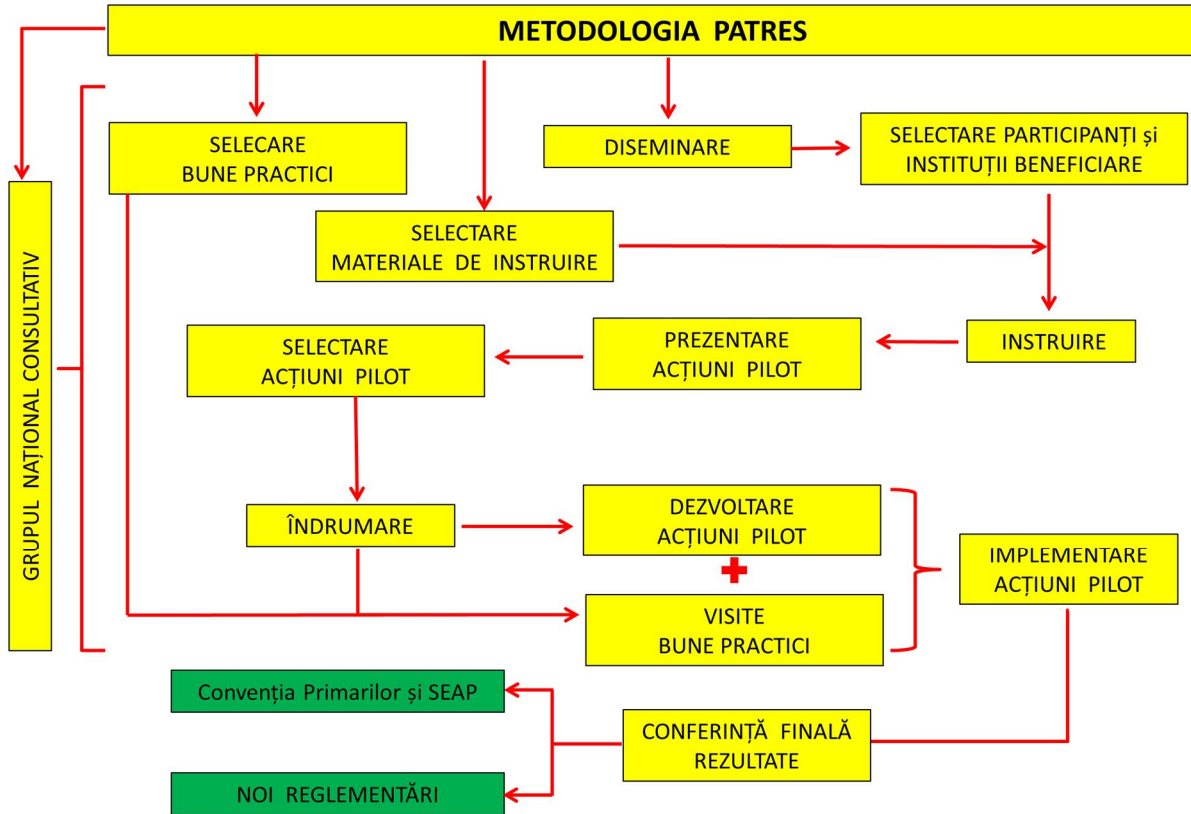 METODOLOGIA PATRES
SELECARE
BUNE PRACTICI
DISEMINARE
SELECTARE PARTICIPANȚI și
INSTITUȚII BENEFICIARE
GRUPUL NAȚIONAL CONSULTATIV
SELECTARE
MATERIALE DE INSTRUIRE
SELECTARE
ACȚIUNI PILOT
PREZENTARE
ACȚIUNI PILOT
INSTRUIRE
ÎNDRUMARE
DEZVOLTARE
ACȚIUNI PILOT
IMPLEMENTARE
ACȚIUNI PILOT
VISITE
BUNE PRACTICI
Convenția Primarilor și SEAP
CONFERINȚĂ FINALĂ
REZULTATE
NOI REGLEMENTĂRI